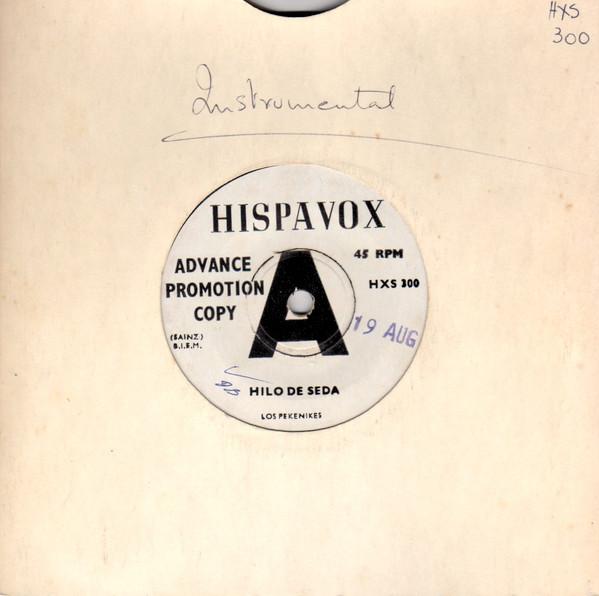 HXS
300
Instrumental
HISPAVOX
ADVANCE
PROMOTION
COPY
45 RPM
HXS 300
A
(SAINZ)
B.I.E.M.
19 AUG
HILO DE SEDA
LOS PEKENIKES